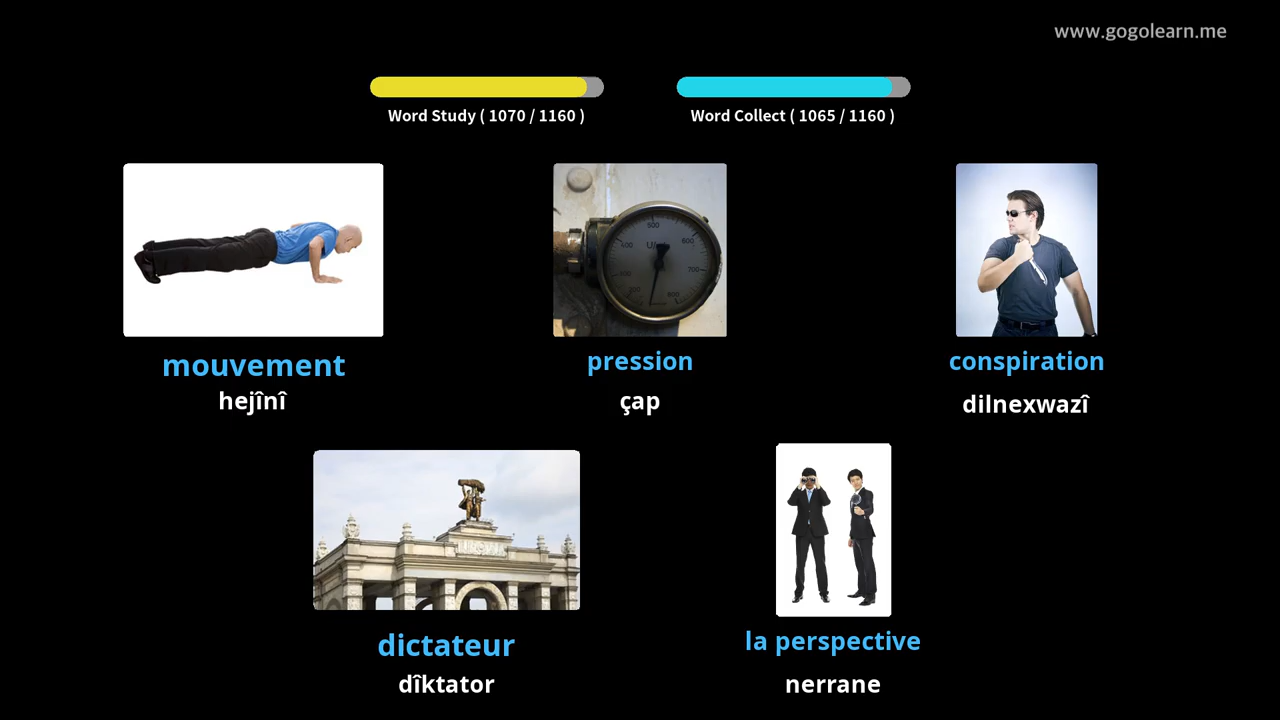 www.gogolearn.me
Word Study ( 1070 / 1160 )
Word Collect ( 1065 / 1160 )
mouvement
hejînî
pression
çap
conspiration
dilnexwazî
dictateur
dîktator
la perspective
nerrane